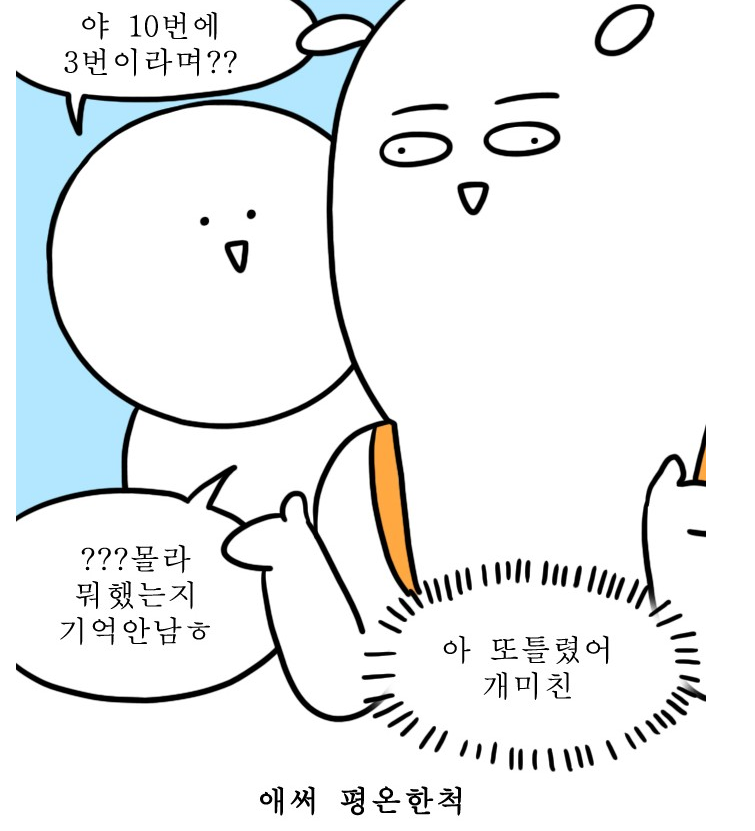 야 10번에
3번이라며??
???몰라
뭐했는지
기억안남ㅎ
아 또틀렸어
개미친
애써 평온한척